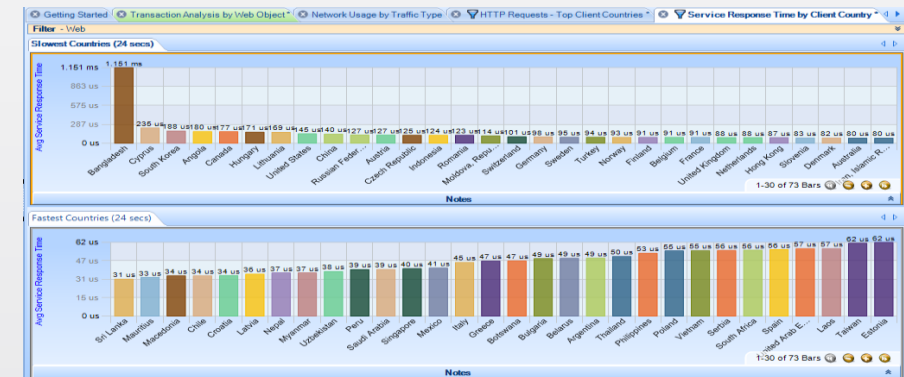 Getting Started Transaction Analysis by Web Object * Network Usage by Traffic Type HTTP Requests - Top Client Countries * Service Response Time by Client Country *
Filter - Web
Slowest Countries (24 secs)
Avg Service Response Time
1.151 ms
863 us
575 us
287 us
0 us
1.151 ms 235 us 188 us 180 us 177 us 171 us 169 us 145 us 140 us 127 us 127 us 125 us 124 us 123 us 114 us 101 us 98 us 95 us 94 us 93 us 91 us 91 us 91 us 88 us 88 us 87 us 83 us 82 us 80 us 80 us
Bangladesh Cyprus South Korea Angola Canada Hungary Lithuania United States China Russian Feder... Austria Czech Republic Indonesia Romania Moldova, Repu... Switzerland Germany Sweden Turkey Norway Finland Belgium France United Kingdom Netherlands Hong Kong Slovenia Denmark Australia Islamic R...
1-30 of 73 Bars
Notes
Fastest Countries (24 secs)
Avg Service Response Time
62 us
47 us
31 us
15 us
0 us
31 us 33 us 34 us 34 us 34 us 36 us 37 us 37 us 38 us 39 us 39 us 40 us 41 us 45 us 47 us 47 us 49 us 49 us 49 us 50 us 53 us 55 us 55 us 56 us 56 us 56 us 57 us 57 us 62 us 62 us
Sri Lanka Mauritius Macedonia Chile Croatia Latvia Nepal Myanmar Uzbekistan Peru Saudi Arabia Singapore Mexico Italy Greece Botswana Bulgaria Belarus Argentina Thailand Philippines Poland Vietnam Serbia South Africa Spain United Arab E... Laos Taiwan Estonia
1-30 of 73 Bars
Notes